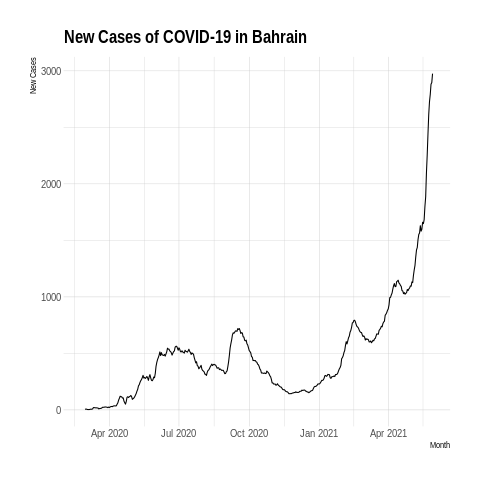 New Cases of COVID-19 in Bahrain
New Cases
3000
2000
1000
0
Apr 2020 Jul 2020 Oct 2020 Jan 2021 Apr 2021
Month